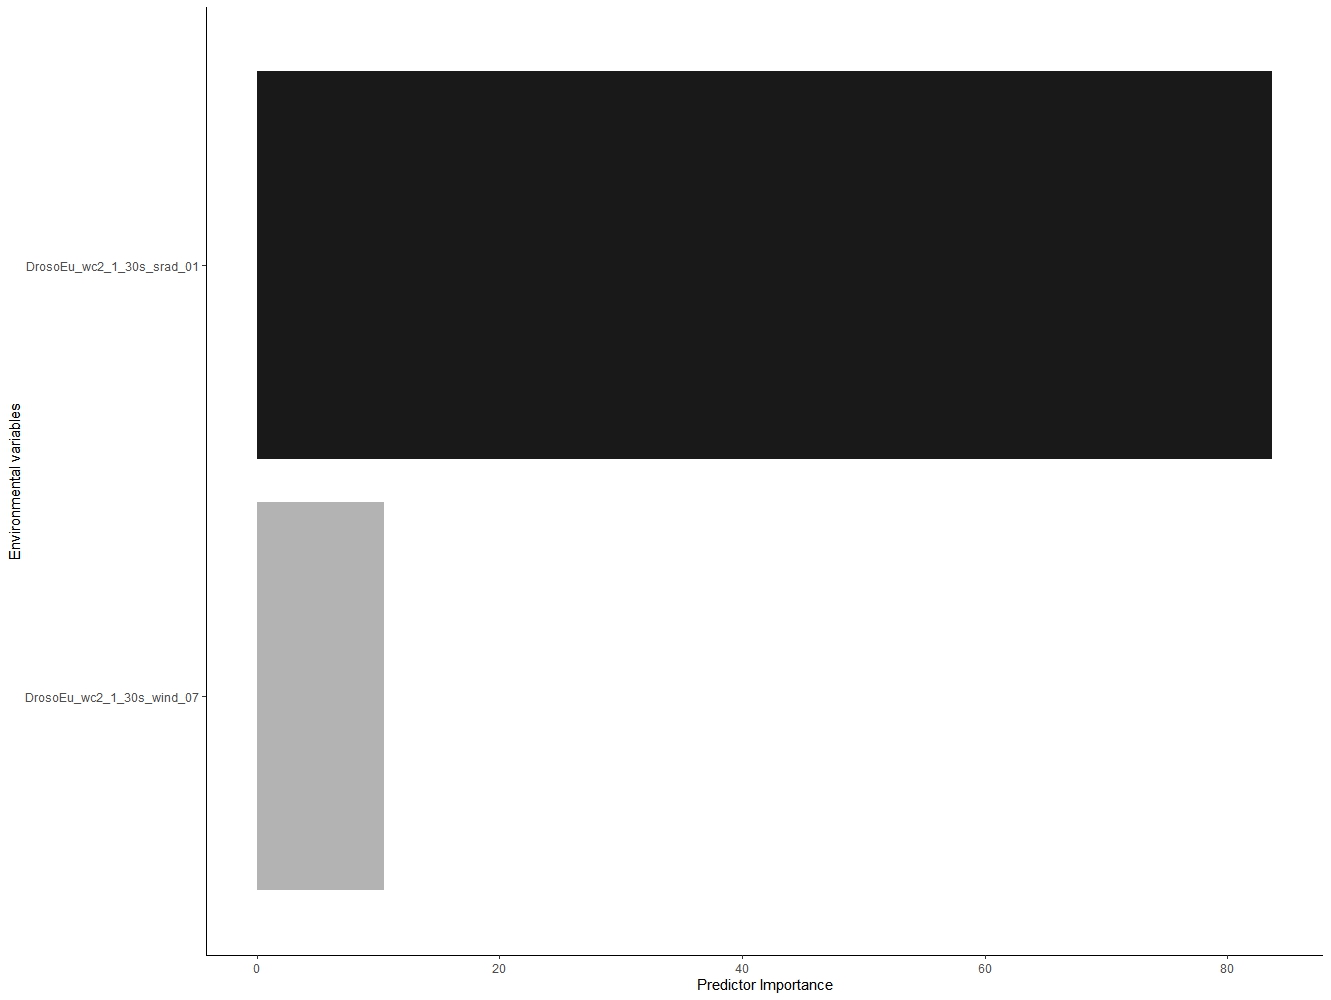 Environmental variables
DrosoEu_wc2_1_30s_srad_01
DrosoEu_wc2_1_30s_wind_07
0 20 40 60 80
Predictor Importance